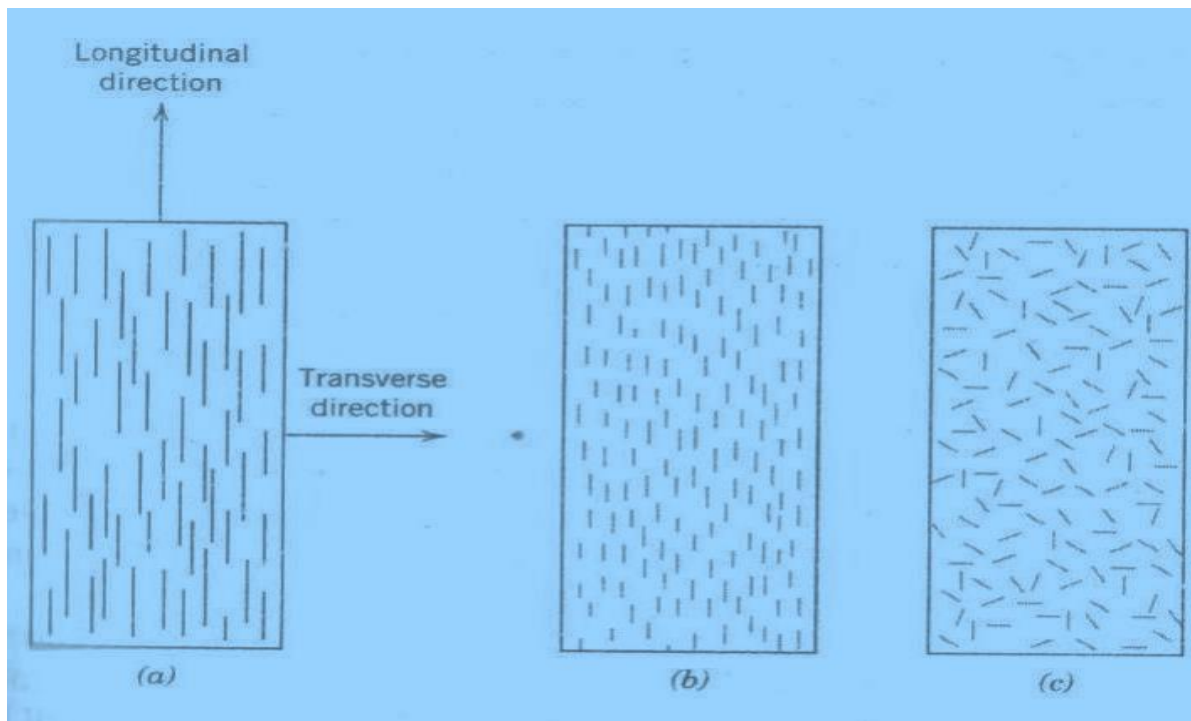 Longitudinal
direction
Transverse
direction
(a)
(b)
(c)